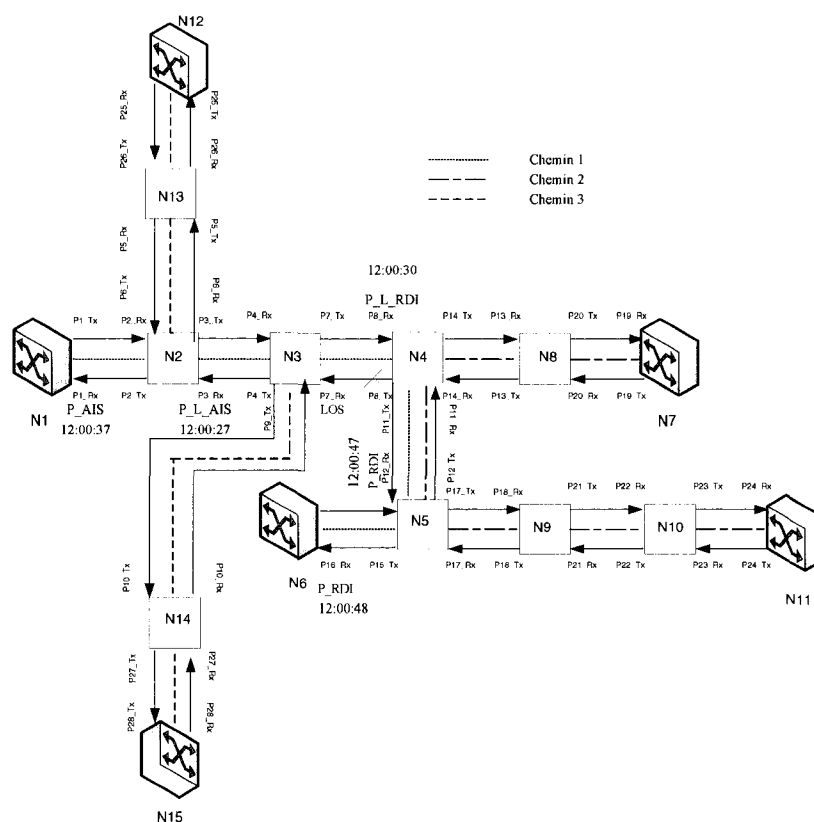 N12
P25_Rx
P25_Tx
P26_Tx
P26_Rx
N13
Chemin 1
Chemin 2
Chemin 3
P5_Rx
P5_Tx
P6_Tx
P6_Rx
12:00:30
P_L_RDI
P1_Tx
P2_Rx
P3_Tx
P4_Rx
P7_Tx
P8_Rx
P14_Tx
P13_Rx
P20_Tx
P19_Rx
N2
N3
N4
N8
P1_Rx
P2_Tx
P3_Rx
P4_Tx
P7_Rx
P8_Tx
P14_Rx
P13_Tx
P20_Rx
P19_Tx
N1
P_AIS
P_L_AIS
P9_Tx
LOS
P11_Tx
P11_Rx
N7
12:00:37
12:00:27
12:00:47
P_RDI
P12_Rx
P12_Tx
P17_Tx
P18_Rx
P21_Tx
P22_Rx
P23_Tx
P24_Rx
N5
N9
N10
N6
P16_Rx
P15_Tx
P17_Rx
P18_Tx
P21_Rx
P22_Tx
P23_Rx
P24_Tx
P_RDI
12:00:48
N11
P10_Tx
P10_Rx
N14
P27_Tx
P27_Rx
P28_Tx
P28_Rx
N15